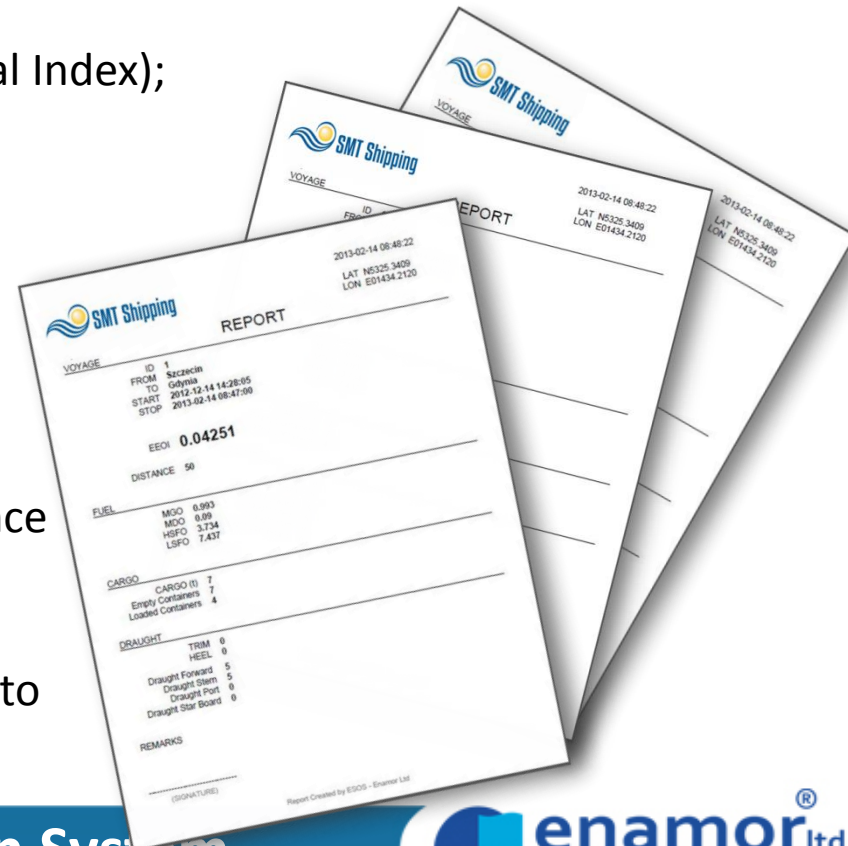 al Index);
nce
to
SMT Shipping
VOYAGE
2013-02-14 08:48:22
LAT N5325.3409
LON E01434.2120
SMT Shipping
VOYAGE
ID
EPORT
2013-02-14 08:48:22
LAT N5325.3409
LON E01434.2120
SMT Shipping
REPORT
2013-02-14 08:48:22
LAT N5325.3409
LON E01434.2120
VOYAGE
ID 1
FROM Szczecin
TO Gdynia
START 2012-12-14 14:28:05
STOP 2013-02-14 08:47:00
EEOI 0.04251
DISTANCE 50
FUEL
MGO 0.993
MDO 0.09
HSFO 3.734
LSFO 7.437
CARGO
CARGO (t) 7
Empty Containers 7
Loaded Containers 4
DRAUGHT
TRIM 0
HEEL 0
Draught Forward 5
Draught Stern 5
Draught Port 0
Draught Star Board 0
REMARKS
(SIGNATURE)
Report Created by ESOS - Enamor Ltd
n System
enamor ltd
®